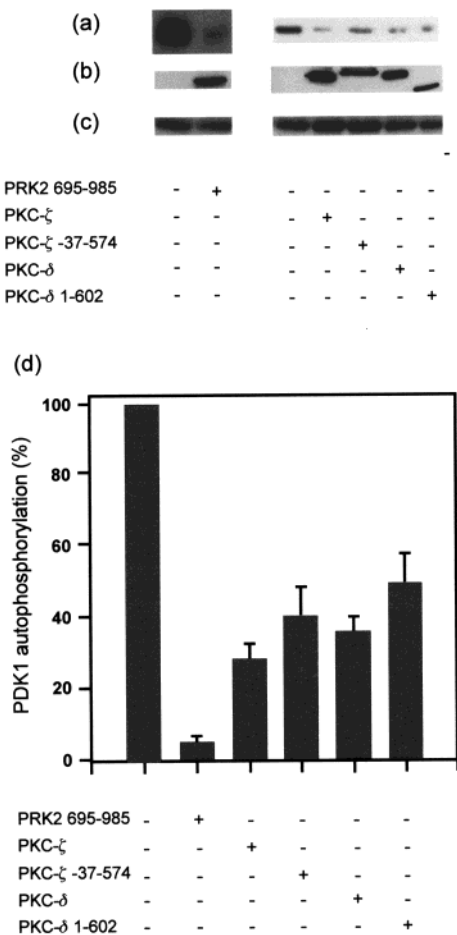 (a)
(b)
(c)
-
PRK2 695-985 - + - - - - -
PKC-ζ - - - + - - -
PKC-ζ -37-574 - - - - + - -
PKC-δ - - - - - + -
PKC-δ 1-602 - - - - - - +
(d)
PDK1 autophosphorylation (%)
100
80
60
40
20
0
PRK2 695-985 - + - - - -
PKC-ζ - - + - - -
PKC-ζ -37-574 - - - + - -
PKC-δ - - - - + -
PKC-δ 1-602 - - - - - +